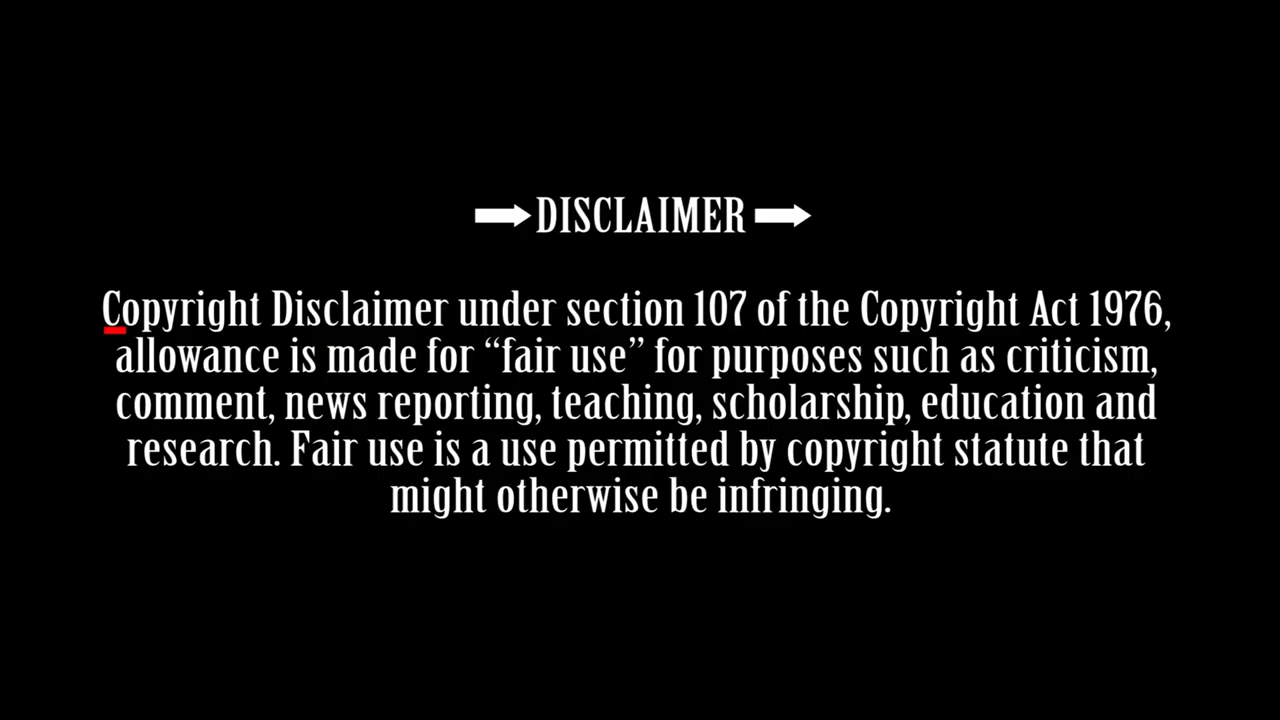 DISCLAIMER
Copyright Disclaimer under section 107 of the Copyright Act 1976,
allowance is made for “fair use” for purposes such as criticism,
comment, news reporting, teaching, scholarship, education and
research. Fair use is a use permitted by copyright statute that
might otherwise be infringing.